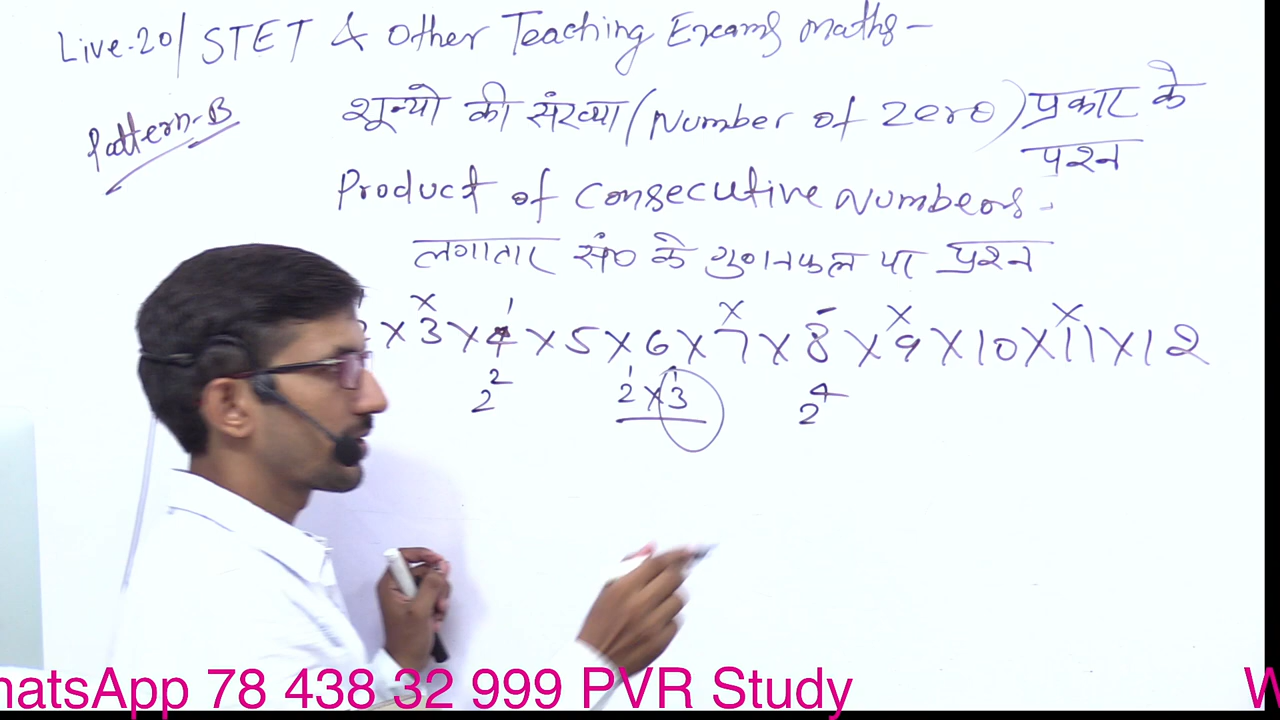 Live-20/ STET & Other Teaching Exams maths-
Pattern-B
शून्यो की संख्या (Number of Zero) प्रकार के
प्रश्न
Product of Consecutive Numbers-
लगातार सं० के गुणनफल पर प्रश्न
x x x x
x 3 x 4 x 5 x 6 x 7 x 8 x 9 x 10 x 11 x 12
2² 2¹ x 3¹ 2⁴
hatsApp 78 438 32 999 PVR Study W